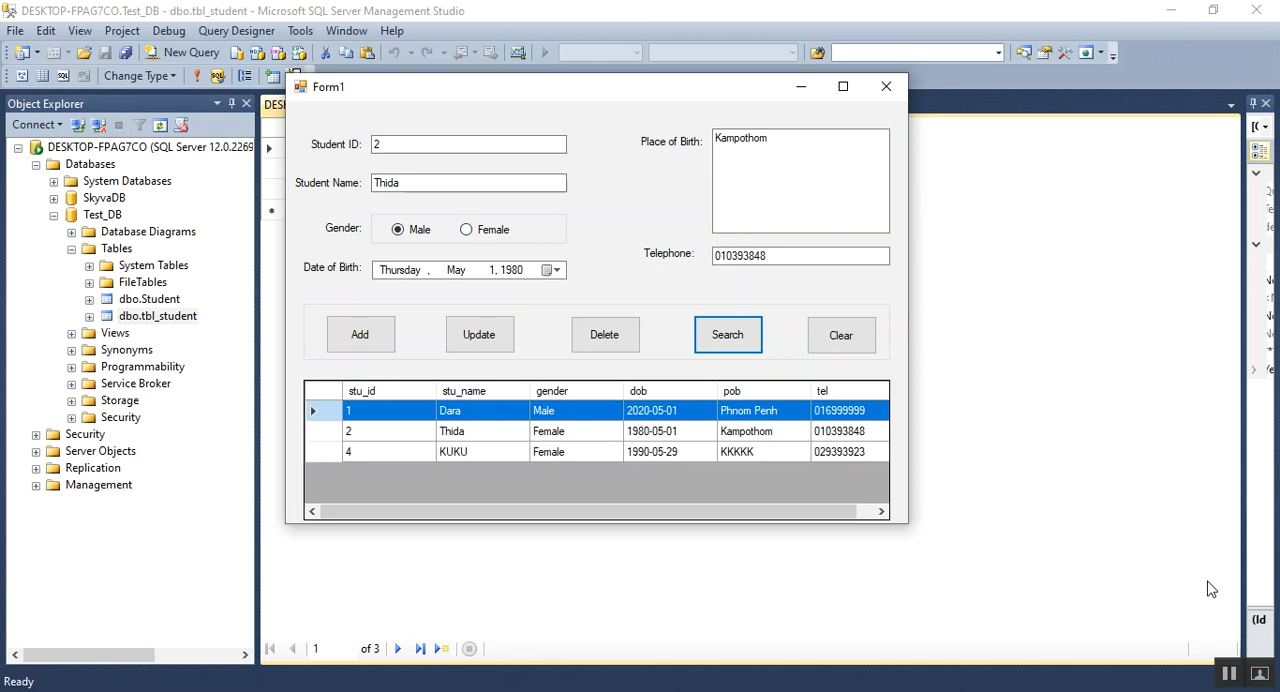 DESKTOP-FPAG7CO.Test_DB - dbo.tbl_student - Microsoft SQL Server Management Studio
File Edit View Project Debug Query Designer Tools Window Help
New Query
Change Type
Object Explorer
Connect
DESKTOP-FPAG7CO (SQL Server 12.0.2269
Databases
System Databases
SkyvaDB
Test_DB
Database Diagrams
Tables
System Tables
FileTables
dbo.Student
dbo.tbl_student
Views
Synonyms
Programmability
Service Broker
Storage
Security
Security
Server Objects
Replication
Management
Form1
Student ID: 2
Student Name: Thida
Gender: Male Female
Date of Birth: Thursday , May 1, 1980
Place of Birth: Kampothom
Telephone: 010393848
Add Update Delete Search Clear
stu_id stu_name gender dob pob tel
1 Dara Male 2020-05-01 Phnom Penh 016999999
2 Thida Female 1980-05-01 Kampothom 010393848
4 KUKU Female 1990-05-29 KKKKK 029393923
1 of 3
(Id
Ready